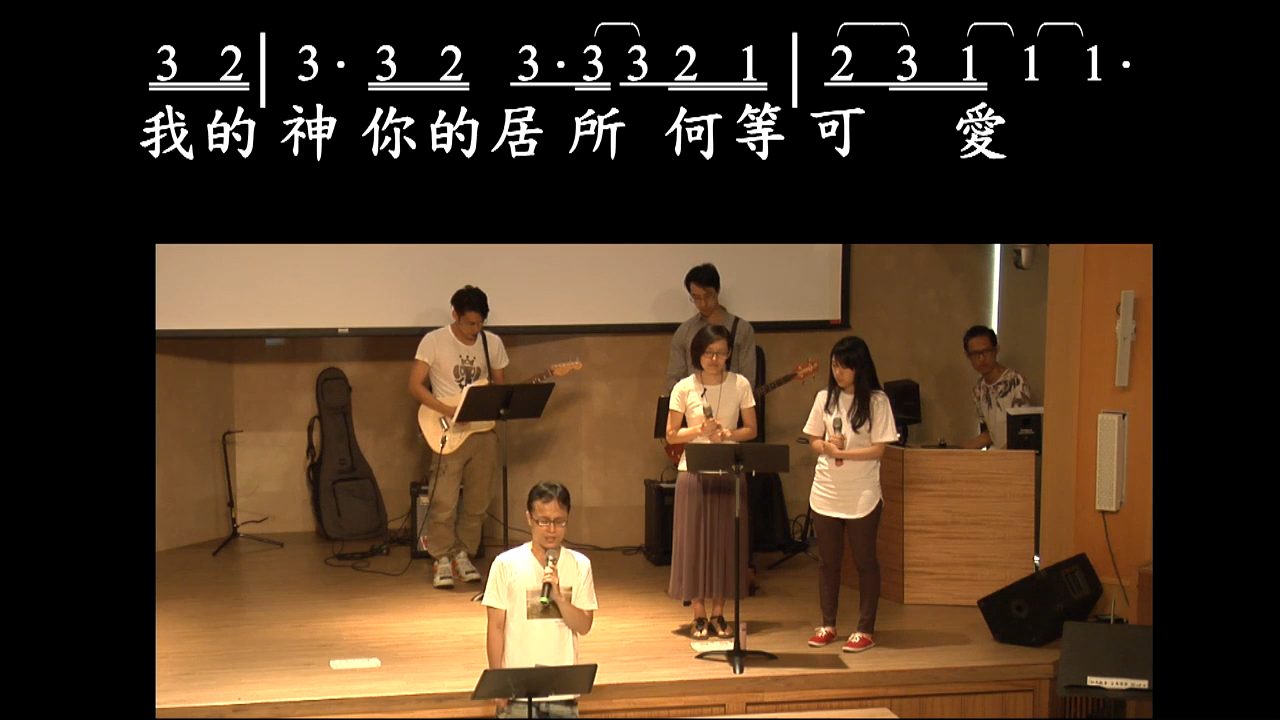 3 2 | 3· 3 2 3·3 3 2 1 | 2 3 1 1 1·
我的 神 你的居 所 何等 可 愛